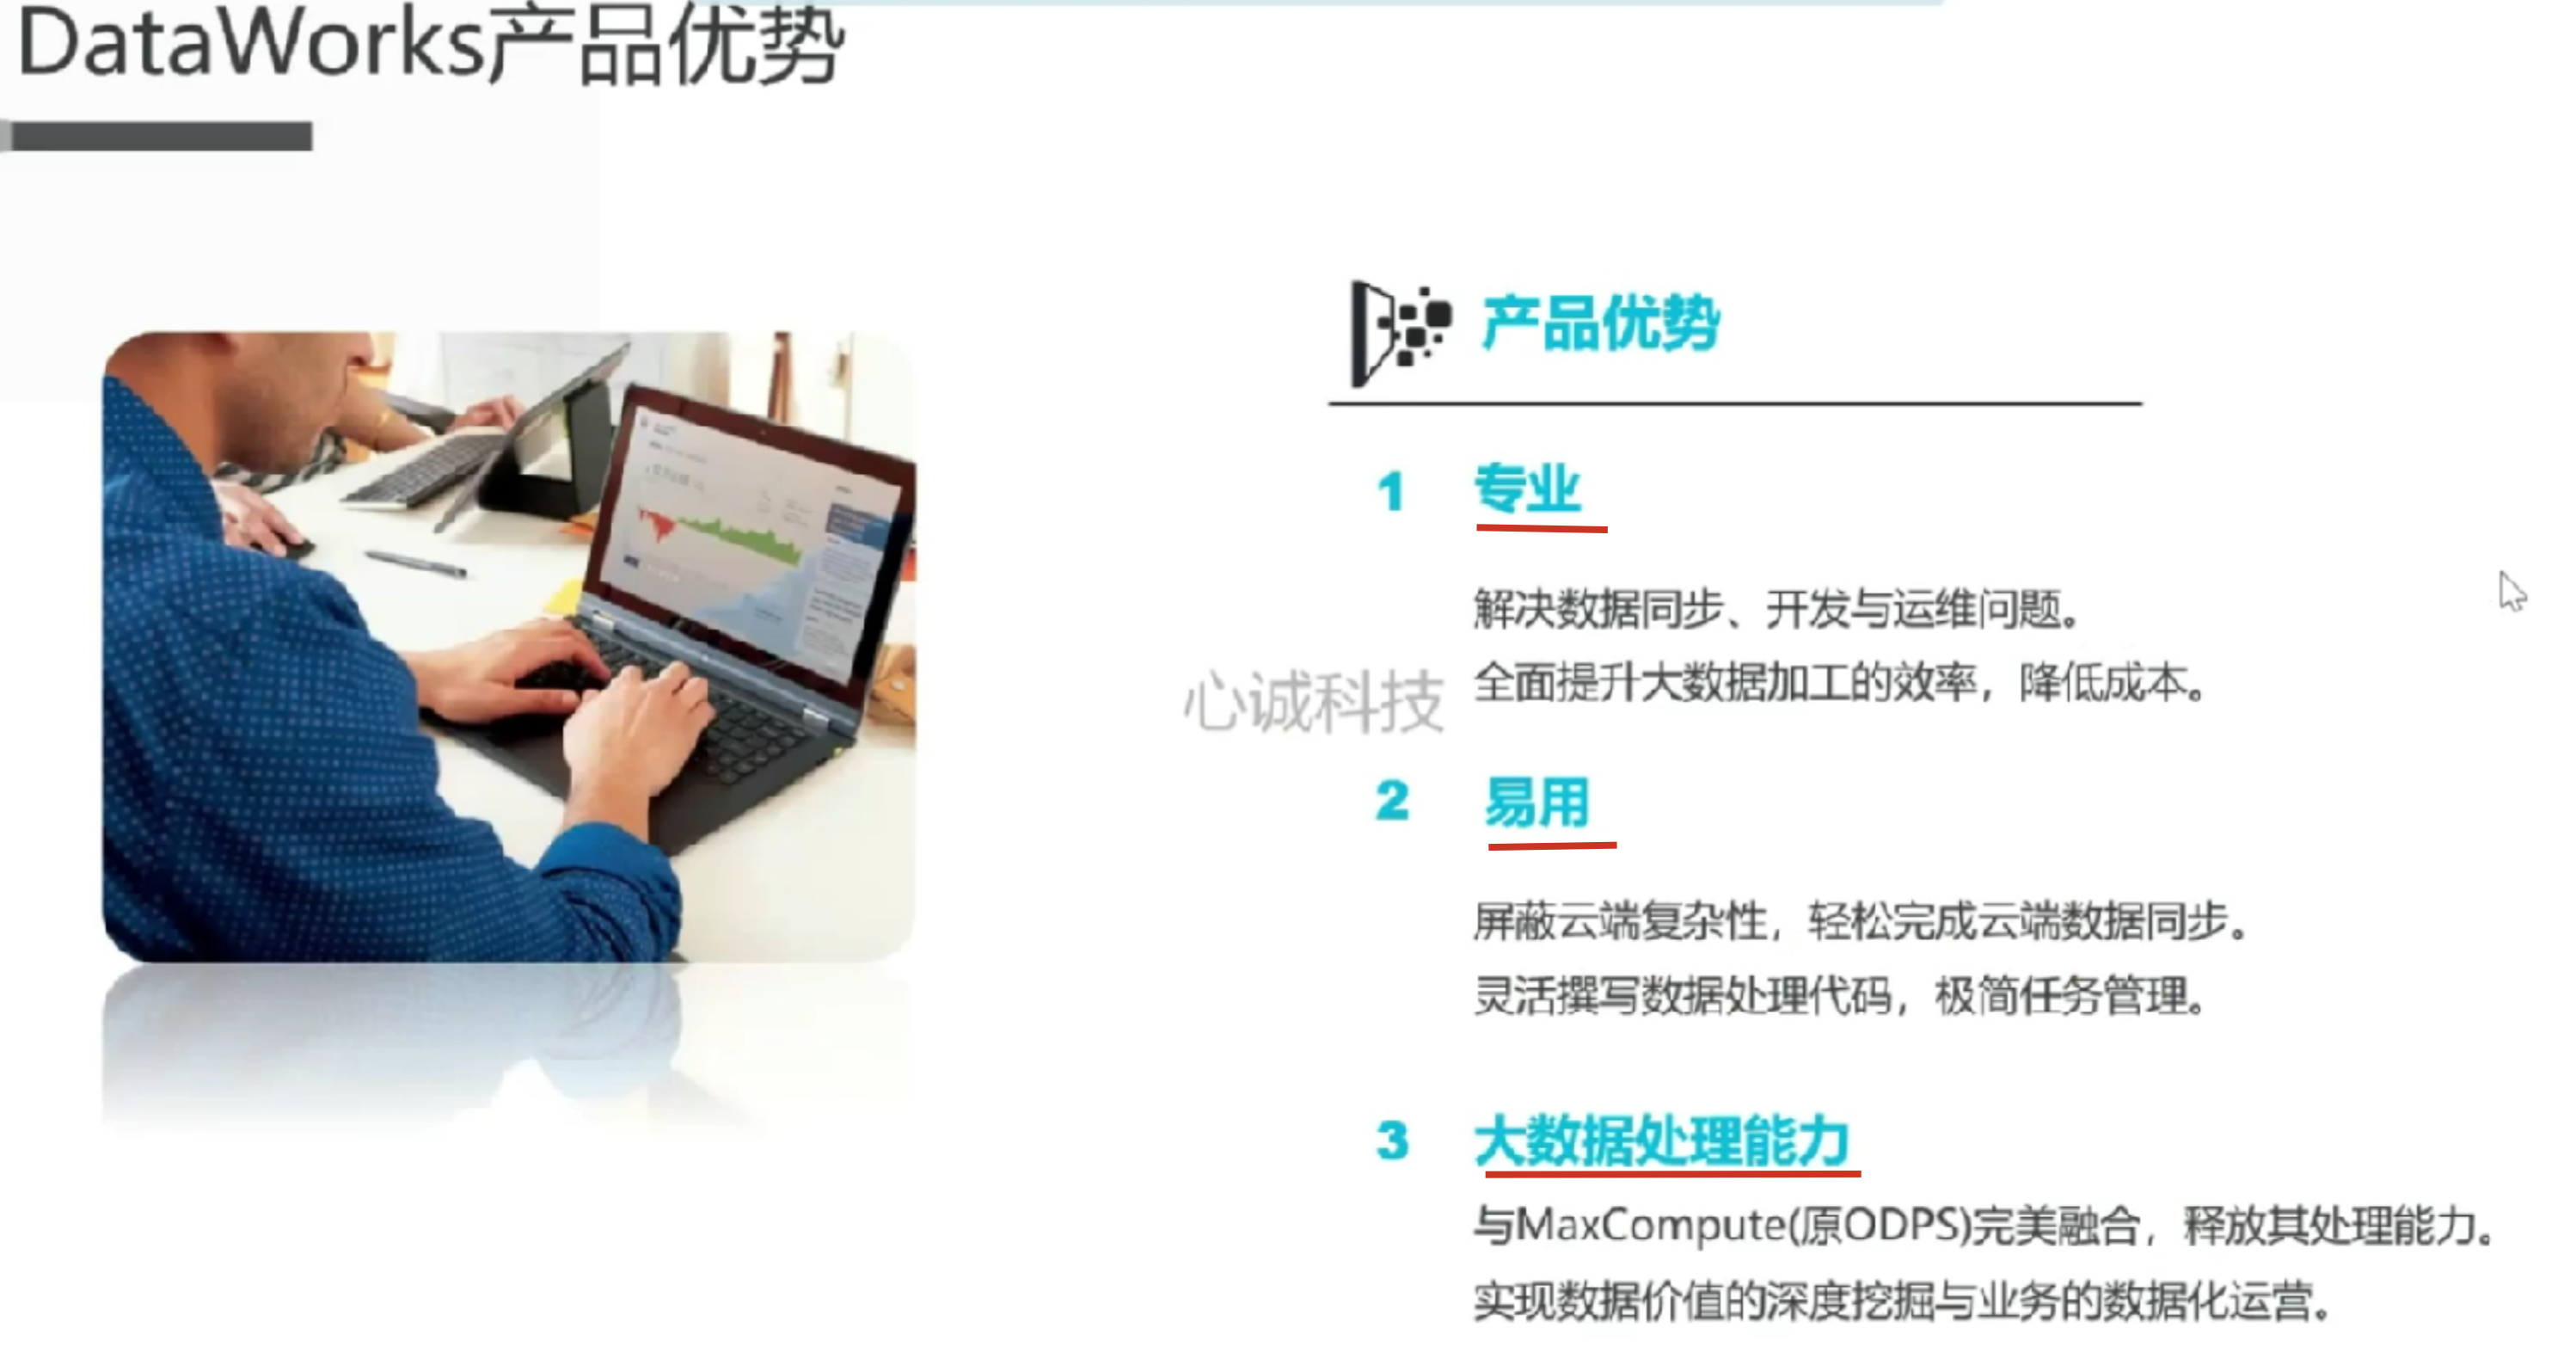 DataWorks产品优势
产品优势
1 专业
解决数据同步、开发与运维问题。
全面提升大数据加工的效率，降低成本。
心诚科技
2 易用
屏蔽云端复杂性，轻松完成云端数据同步。
灵活撰写数据处理代码，极简任务管理。
3 大数据处理能力
与MaxCompute(原ODPS)完美融合，释放其处理能力。
实现数据价值的深度挖掘与业务的数据化运营。